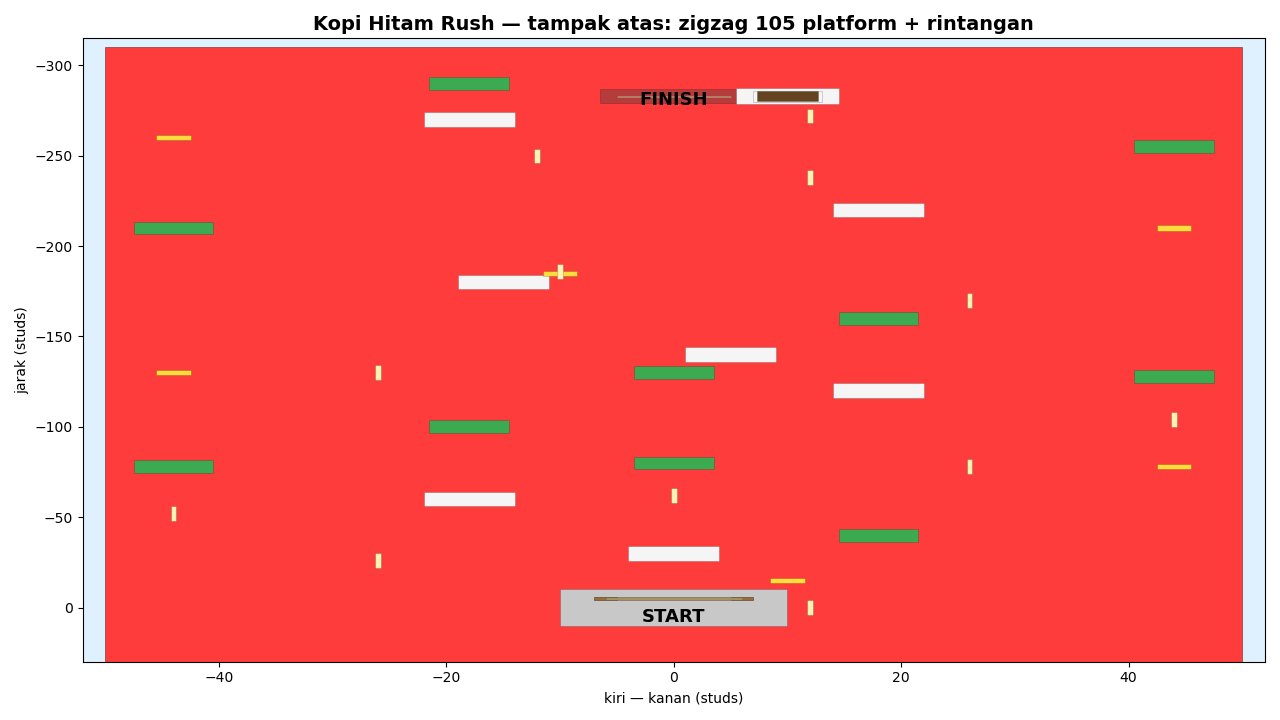 Kopi Hitam Rush — tampak atas: zigzag 105 platform + rintangan
jarak (studs)
−300
−250
−200
−150
−100
−50
0
FINISH
START
−40
−20
0
20
40
kiri — kanan (studs)